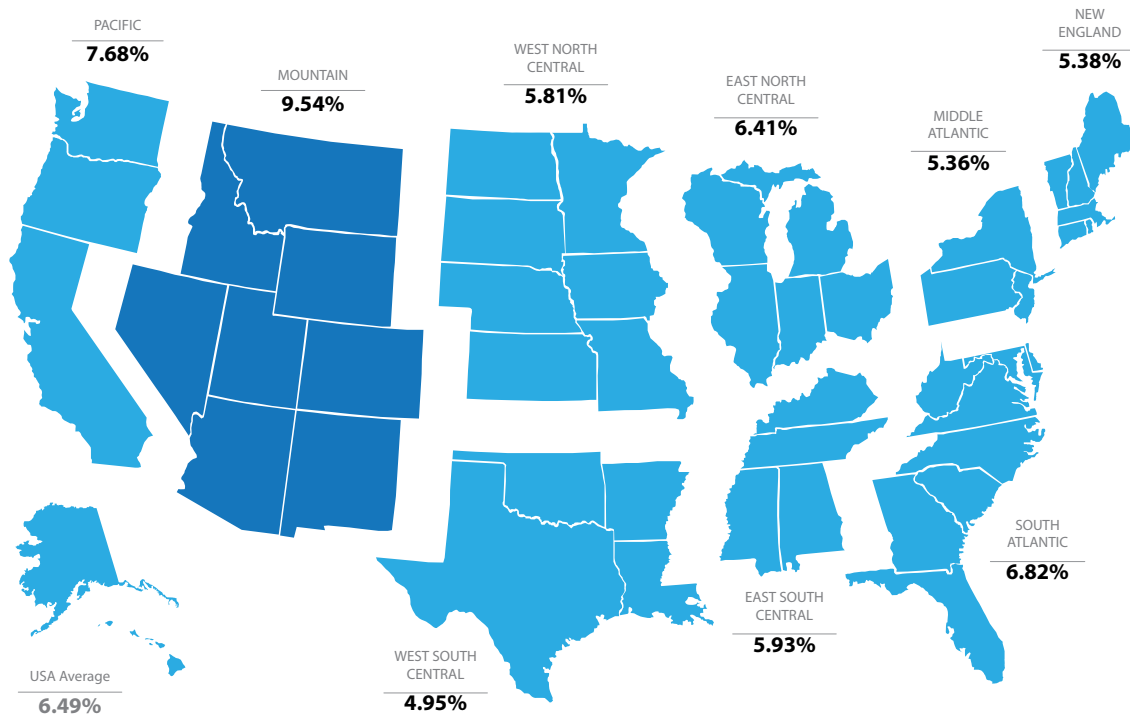 PACIFIC
7.68%
MOUNTAIN
9.54%
WEST NORTH
CENTRAL
5.81%
EAST NORTH
CENTRAL
6.41%
MIDDLE
ATLANTIC
5.36%
NEW
ENGLAND
5.38%
SOUTH
ATLANTIC
6.82%
EAST SOUTH
CENTRAL
5.93%
WEST SOUTH
CENTRAL
4.95%
USA Average
6.49%